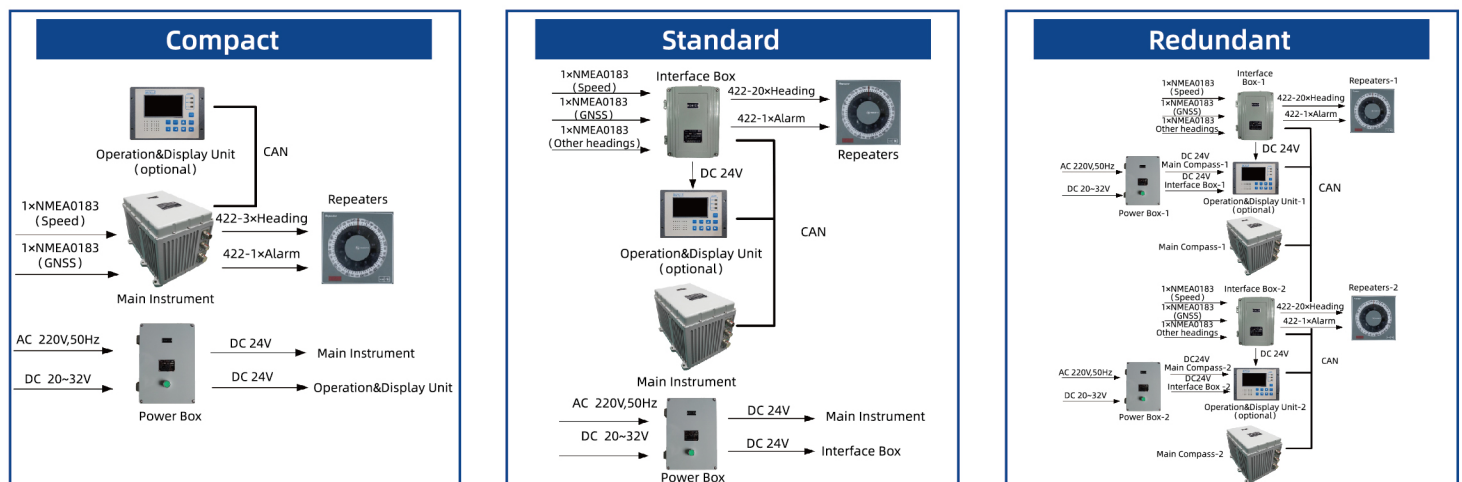 Compact
Operation&Display Unit
(optional)
CAN
1×NMEA0183
(Speed)
1×NMEA0183
(GNSS)
Main Instrument
422-3×Heading
422-1×Alarm
Repeaters
AC 220V,50Hz
DC 20~32V
Power Box
DC 24V
Main Instrument
DC 24V
Operation&Display Unit
Standard
1×NMEA0183
(Speed)
1×NMEA0183
(GNSS)
1×NMEA0183
(Other headings)
Interface Box
422-20×Heading
422-1×Alarm
Repeaters
DC 24V
Operation&Display Unit
(optional)
CAN
Main Instrument
AC 220V,50Hz
DC 20~32V
Power Box
DC 24V
Main Instrument
DC 24V
Interface Box
Redundant
1×NMEA0183
(Speed)
1×NMEA0183
(GNSS)
1×NMEA0183
Other headings
Interface
Box-1
422-20×Heading
422-1×Alarm
Repeaters-1
DC 24V
AC 220V,50Hz
DC 20~32V
Power Box-1
DC 24V
Main Compass-1
DC 24V
Interface Box-1
Operation&Display Unit-1
(optional)
CAN
Main Compass-1
1×NMEA0183
(Speed)
1×NMEA0183
(GNSS)
1×NMEA0183
Other headings
Interface Box-2
422-20×Heading
422-1×Alarm
Repeaters-2
DC 24V
AC 220V,50Hz
DC 20~32V
Power Box-2
DC24V
Main Compass-2
DC24V
Interface Box -2
Operation&Display Unit-2
(optional)
CAN
Main Compass-2